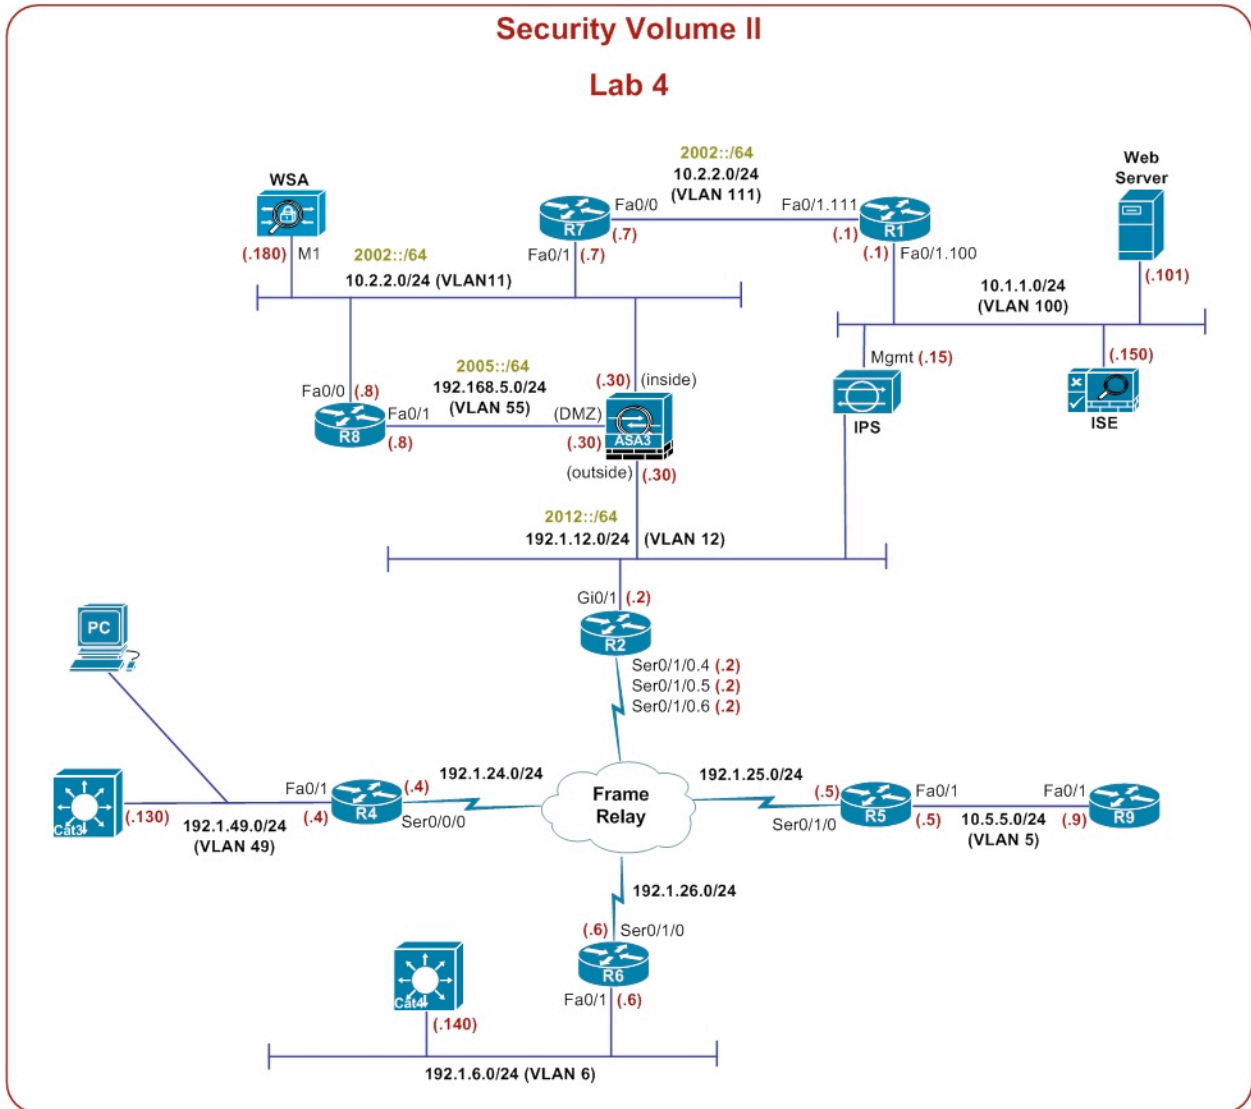 Security Volume II
Lab 4
2002::/64
10.2.2.0/24
(VLAN 111)
Web
Server
WSA
Fa0/0
Fa0/1.111
R7
(.7)
(.1)
R1
(.180)
M1
2002::/64
Fa0/1
(.7)
(.1)
Fa0/1.100
10.2.2.0/24 (VLAN11)
10.1.1.0/24
(VLAN 100)
(.101)
2005::/64
192.168.5.0/24
(VLAN 55)
Mgmt (.15)
(.150)
Fa0/0
(.8)
(.30)
(inside)
Fa0/1
(DMZ)
R8
(.8)
(.30)
ASA3
IPS
ISE
(outside)
(.30)
2012::/64
192.1.12.0/24
(VLAN 12)
Gi0/1
(.2)
PC
R2
Ser0/1/0.4 (.2)
Ser0/1/0.5 (.2)
Ser0/1/0.6 (.2)
192.1.24.0/24
192.1.25.0/24
Frame
Relay
Fa0/1
(.4)
(.5)
Fa0/1
Fa0/1
Cat3
(.130)
192.1.49.0/24
(VLAN 49)
(.4)
R4
Ser0/0/0
Ser0/1/0
R5
(.5)
10.5.5.0/24
(VLAN 5)
(.9)
R9
192.1.26.0/24
(.6)
Ser0/1/0
R6
Cat4
Fa0/1
(.6)
(.140)
192.1.6.0/24 (VLAN 6)